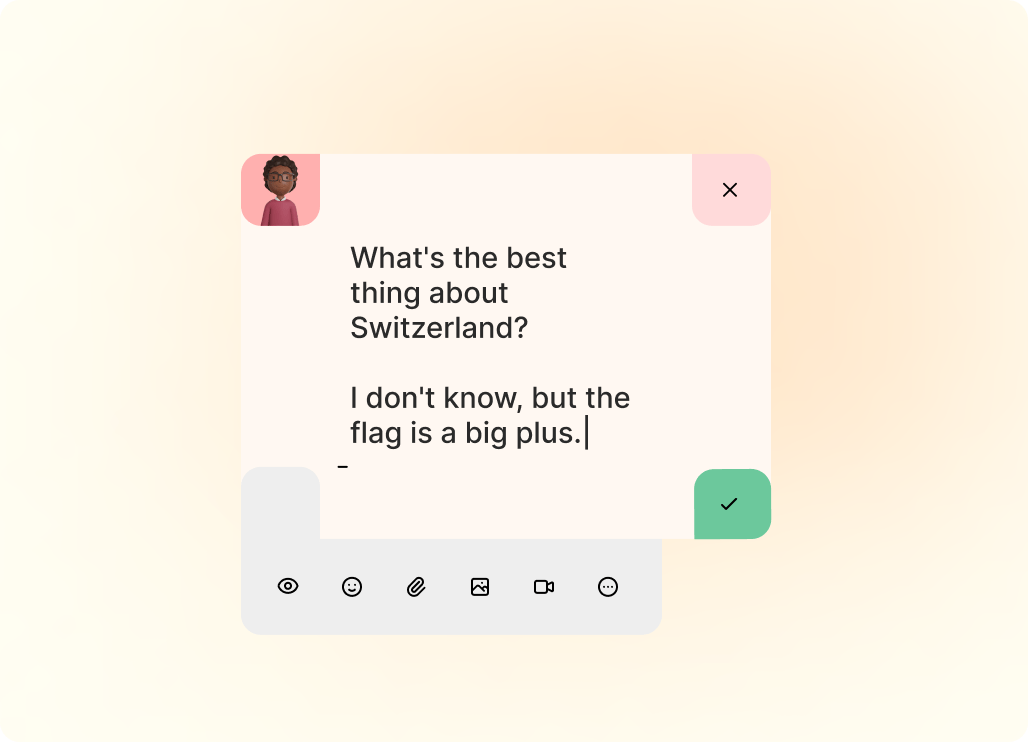 What's the best
thing about
Switzerland?
I don't know, but the
flag is a big plus.